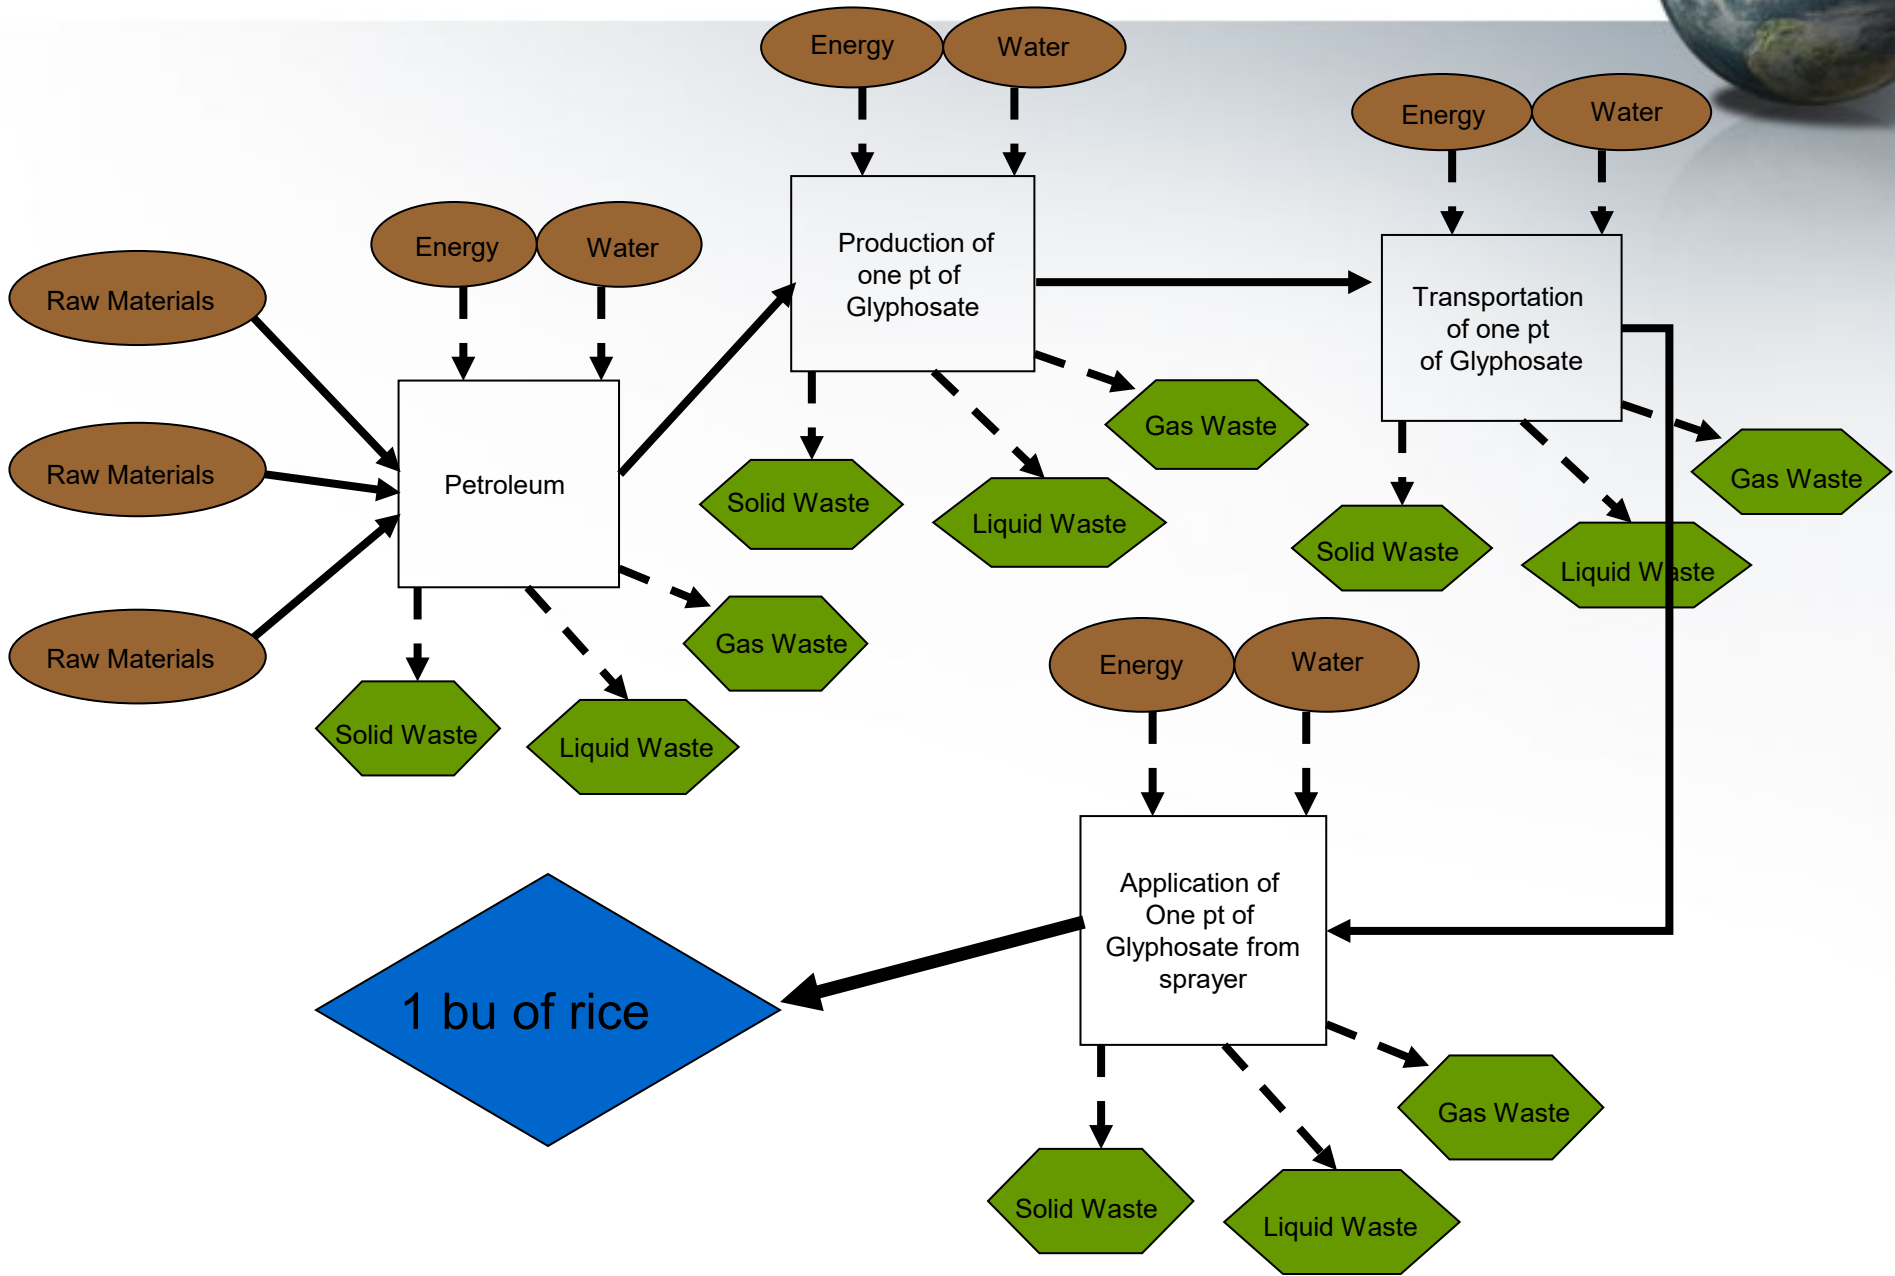 Energy
Water
Energy
Water
Energy
Water
Production of
one pt of
Glyphosate
Raw Materials
Transportation
of one pt
of Glyphosate
Raw Materials
Petroleum
Gas Waste
Gas Waste
Solid Waste
Liquid Waste
Solid Waste
Liquid Waste
Raw Materials
Gas Waste
Energy
Water
Solid Waste
Liquid Waste
Application of
One pt of
Glyphosate from
sprayer
1 bu of rice
Gas Waste
Solid Waste
Liquid Waste